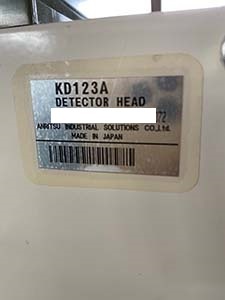 KD123A
DETECTOR HEAD
ANRITSU INDUSTRIAL SOLUTIONS CO.,Ltd.
MADE IN JAPAN